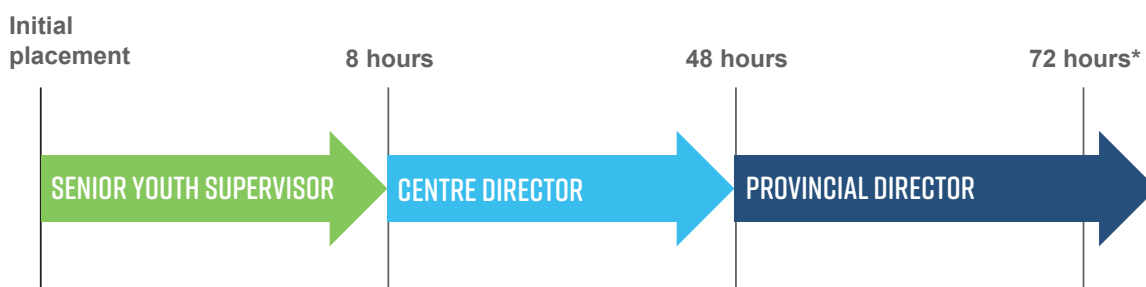 Initial
placement
8 hours
48 hours
72 hours*
SENIOR YOUTH SUPERVISOR
CENTRE DIRECTOR
PROVINCIAL DIRECTOR